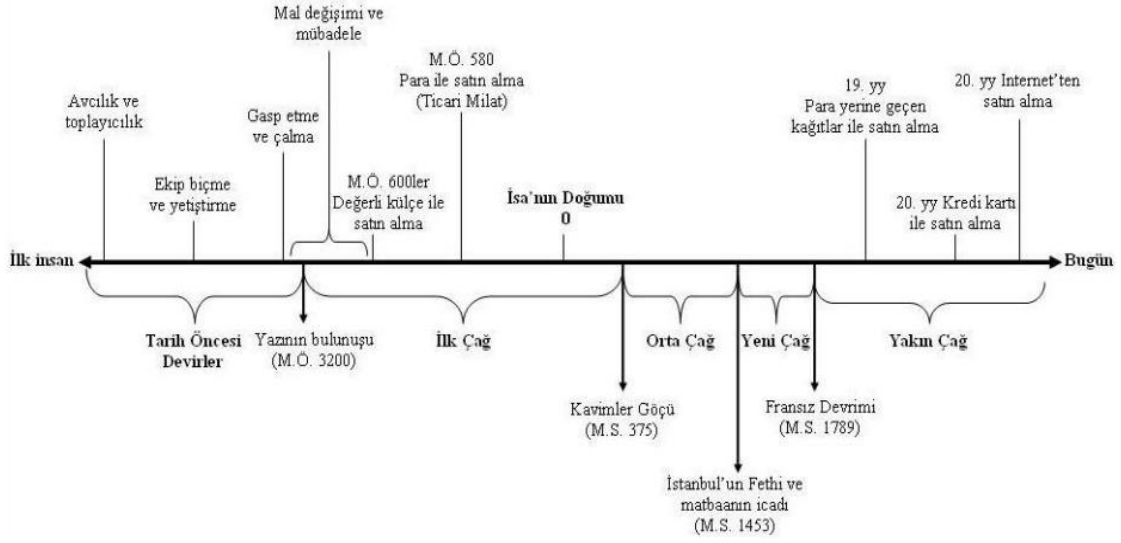 Mal değişimi ve
mübadele
M.Ö. 580
Para ile satın alma
(Ticari Milat)
19. yy
Para yerine geçen
kağıtlar ile satın alma
20. yy Internet'ten
satın alma
Avcılık ve
toplayıcılık
Gasp etme
ve çalma
Ekip biçme
ve yetiştirme
M.Ö. 600ler
Değerli külçe ile
satın alma
İsa'nın Doğumu
0
20. yy Kredi kartı
ile satın alma
İlk insan
Bugün
Tarih Öncesi
Devirler
Yazının bulunuşu
(M.Ö. 3200)
İlk Çağ
Orta Çağ
Yeni Çağ
Yakın Çağ
Kavimler Göçü
(M.S. 375)
Fransız Devrimi
(M.S. 1789)
İstanbul'un Fethi ve
matbaanın icadı
(M.S. 1453)